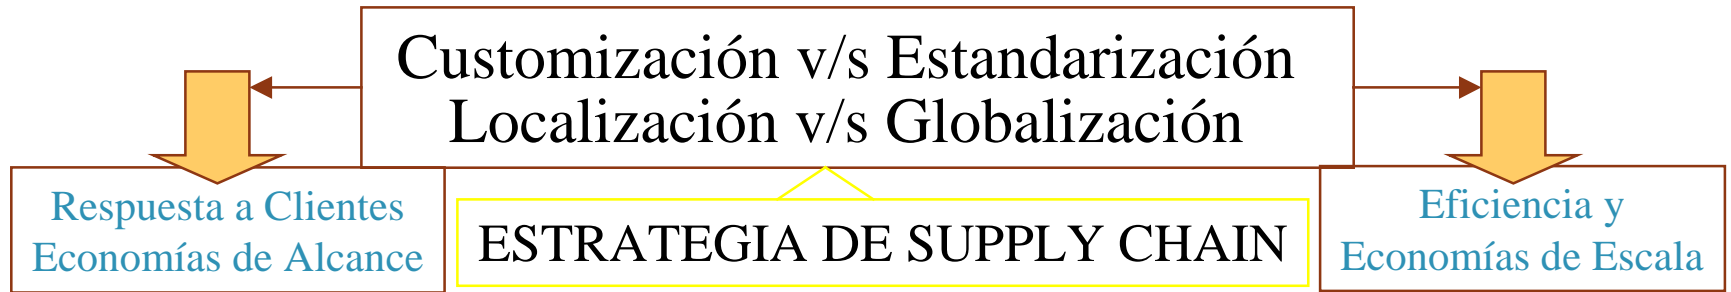 Customización v/s Estandarización
Localización v/s Globalización
Respuesta a Clientes
Economías de Alcance
ESTRATEGIA DE SUPPLY CHAIN
Eficiencia y
Economías de Escala